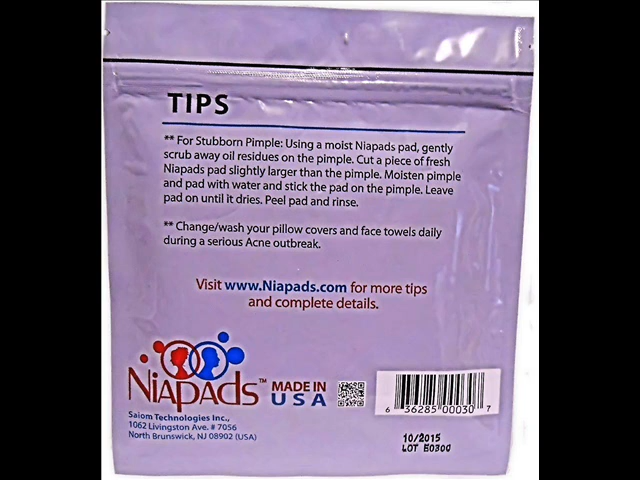 TIPS
** For Stubborn Pimple: Using a moist Niapads pad, gently
scrub away oil residues on the pimple. Cut a piece of fresh
Niapads pad slightly larger than the pimple. Moisten pimple
and pad with water and stick the pad on the pimple. Leave
pad on until it dries. Peel pad and rinse.
** Change/wash your pillow covers and face towels daily
during a serious Acne outbreak.
Visit www.Niapads.com for more tips
and complete details.
NIAPADS™ MADE IN
USA
Saiom Technologies Inc.,
1062 Livingston Ave. # 7056
North Brunswick, NJ 08902 (USA)
6 36285 00030 7
10/2015
LOT E0300